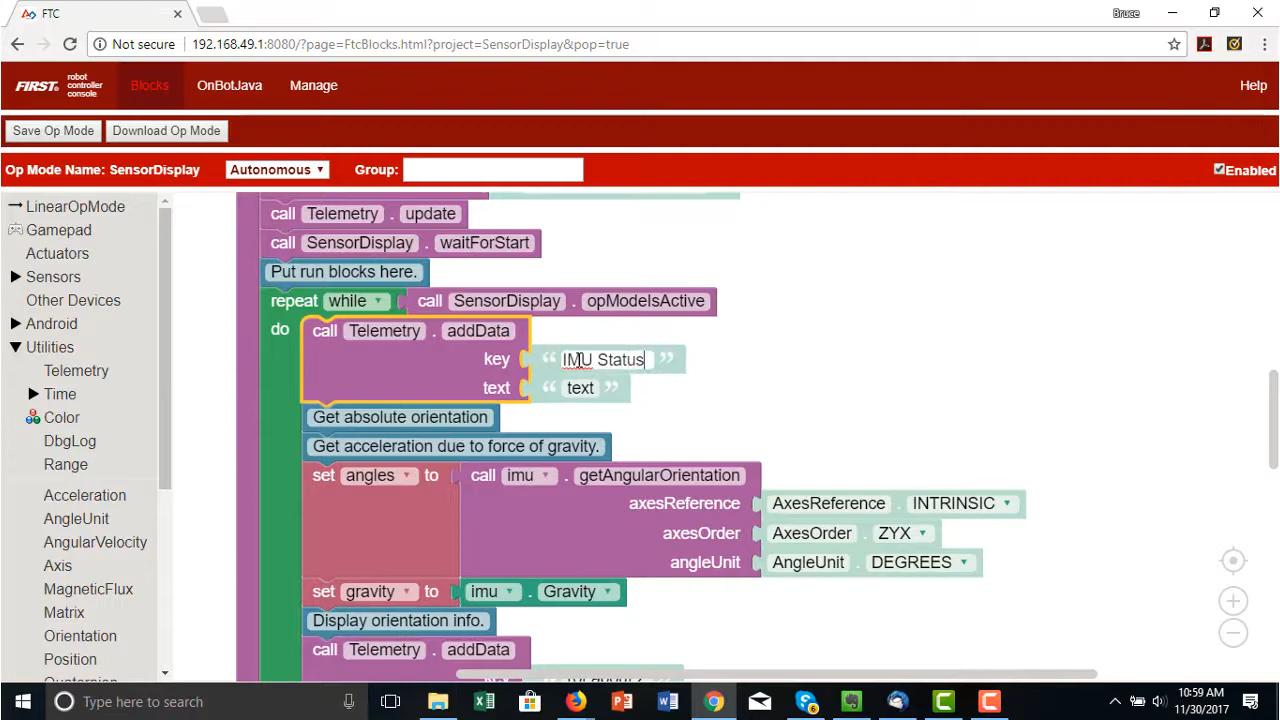 FTC
Bruce
Not secure 192.168.49.1:8080/?page=FtcBlocks.html?project=SensorDisplay&pop=true
FIRST robot controller console Blocks OnBotJava Manage Help
Save Op Mode Download Op Mode
Op Mode Name: SensorDisplay Autonomous Group: Enabled
LinearOpMode
Gamepad
Actuators
Sensors
Other Devices
Android
Utilities
Telemetry
Time
Color
DbgLog
Range
Acceleration
AngleUnit
AngularVelocity
Axis
MagneticFlux
Matrix
Orientation
Position
call Telemetry . update
call SensorDisplay . waitForStart
Put run blocks here.
repeat while call SensorDisplay . opModeIsActive
do call Telemetry . addData
key “ IMU Status ”
text “ text ”
Get absolute orientation
Get acceleration due to force of gravity.
set angles to call imu . getAngularOrientation
axesReference AxesReference . INTRINSIC
axesOrder AxesOrder . ZYX
angleUnit AngleUnit . DEGREES
set gravity to imu . Gravity
Display orientation info.
call Telemetry . addData
Type here to search
6
10:59 AM
11/30/2017